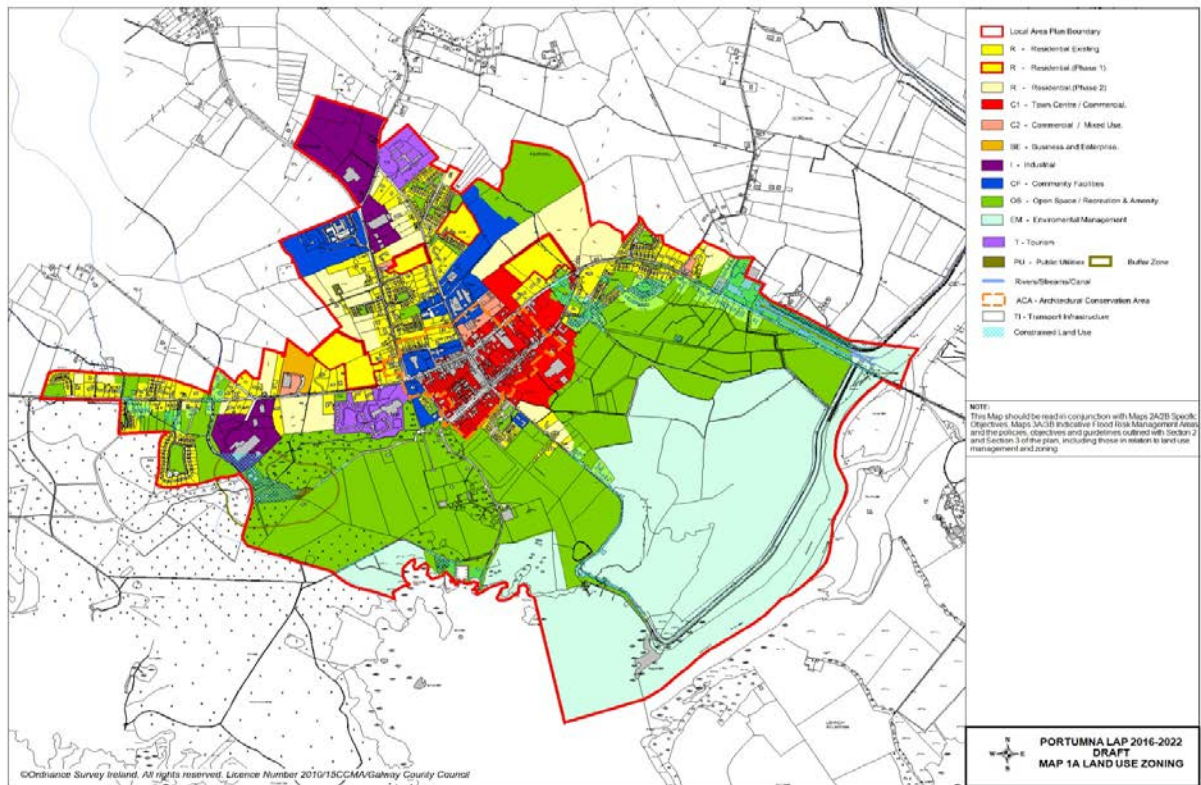 Local Area Plan Boundary
R - Residential Existing
R - Residential (Phase 1)
R - Residential (Phase 2)
C1 - Town Centre / Commercial.
C2 - Commercial / Mixed Use.
BE - Business and Enterprise.
I - Industrial
CF - Community Facilities
OS - Open Space / Recreation & Amenity
EM - Enviromental Management
T - Tourism
PU - Public Utilities
Buffer Zone
Rivers/Streams/Canal
ACA - Architectural Conservation Area
TI - Transport Infrastructure
Constrained Land Use
NOTE:
This Map should be read in conjunction with Maps 2A/2B Specific
Objectives, Maps 3A/3B Indicative Flood Risk Management Areas
and the policies, objectives and guidelines outlined with Section 2
and Section 3 of the plan, including those in relation to land use
management and zoning
N
W E
S
PORTUMNA LAP 2016-2022
DRAFT
MAP 1A LAND USE ZONING
©Ordnance Survey Ireland. All rights reserved. Licence Number 2010/15CCMA/Galway County Council